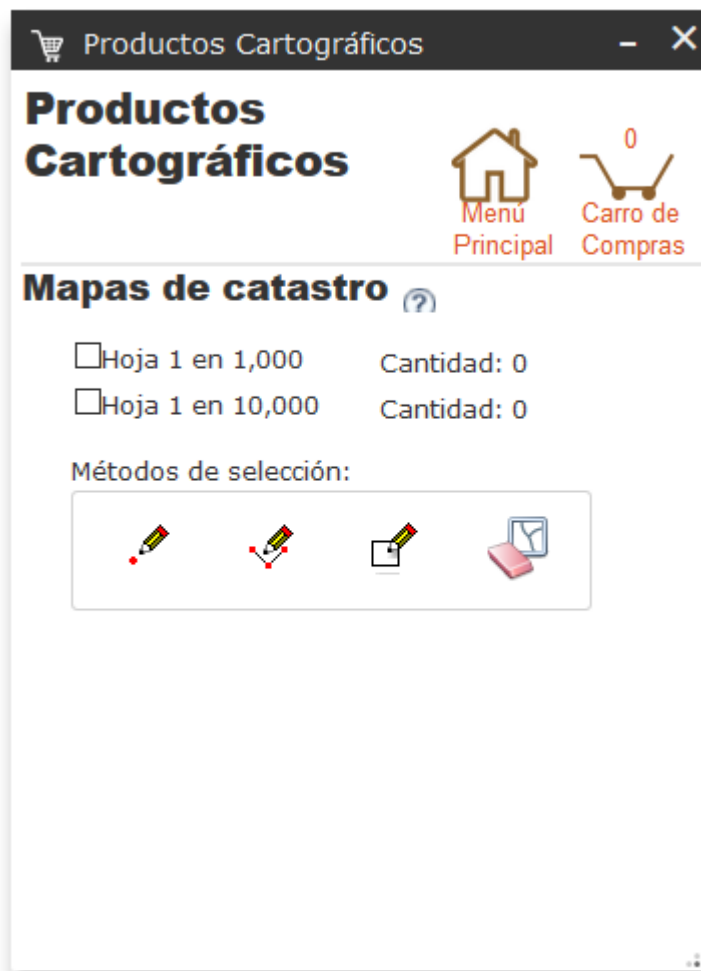 Productos Cartográficos
Productos
Cartográficos
Menú
Principal
0
Carro de
Compras
Mapas de catastro
Hoja 1 en 1,000 Cantidad: 0
Hoja 1 en 10,000 Cantidad: 0
Métodos de selección: